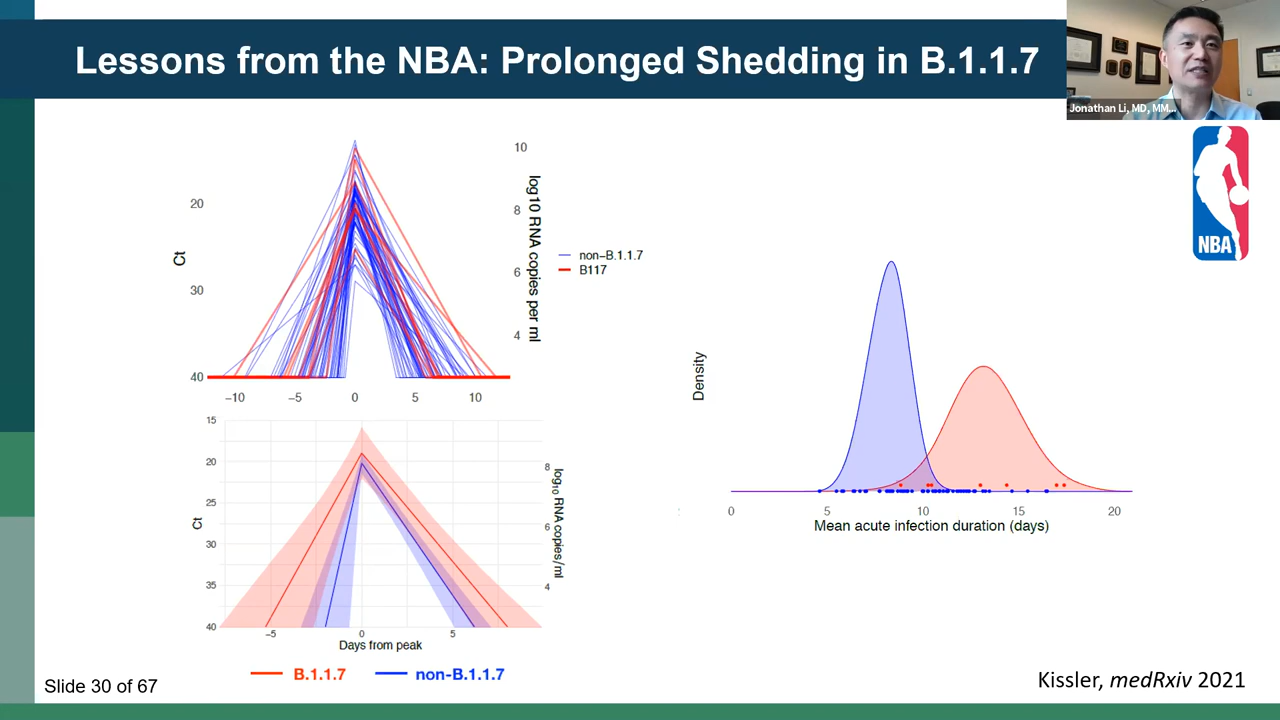 Lessons from the NBA: Prolonged Shedding in B.1.1.7
Jonathan Li, MD, MM...
NBA
Ct
20
30
40
−10 −5 0 5 10
10
8
6
4
log10 RNA copies per ml
non−B.1.1.7
B117
Ct
15
20
25
30
35
40
−5 0 5
Days from peak
8
6
4
log10 RNA copies/ml
B.1.1.7 non-B.1.1.7
Density
0 5 10 15 20
Mean acute infection duration (days)
Slide 30 of 67
Kissler, medRxiv 2021